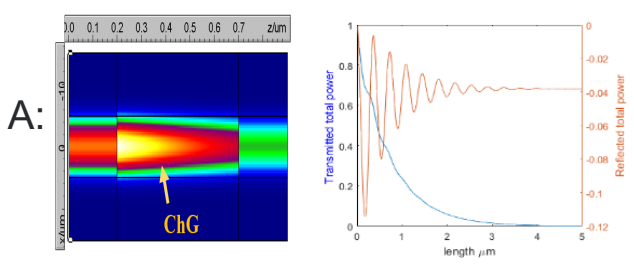 0.0 0.1 0.2 0.3 0.4 0.5 0.6 0.7 z/um
A:
-10
0
x/um
ChG
1
0.8
0.6
0.4
0.2
0
Transmitted total power
0
-0.02
-0.04
-0.06
-0.08
-0.1
-0.12
Reflected total power
0 1 2 3 4 5
length μm